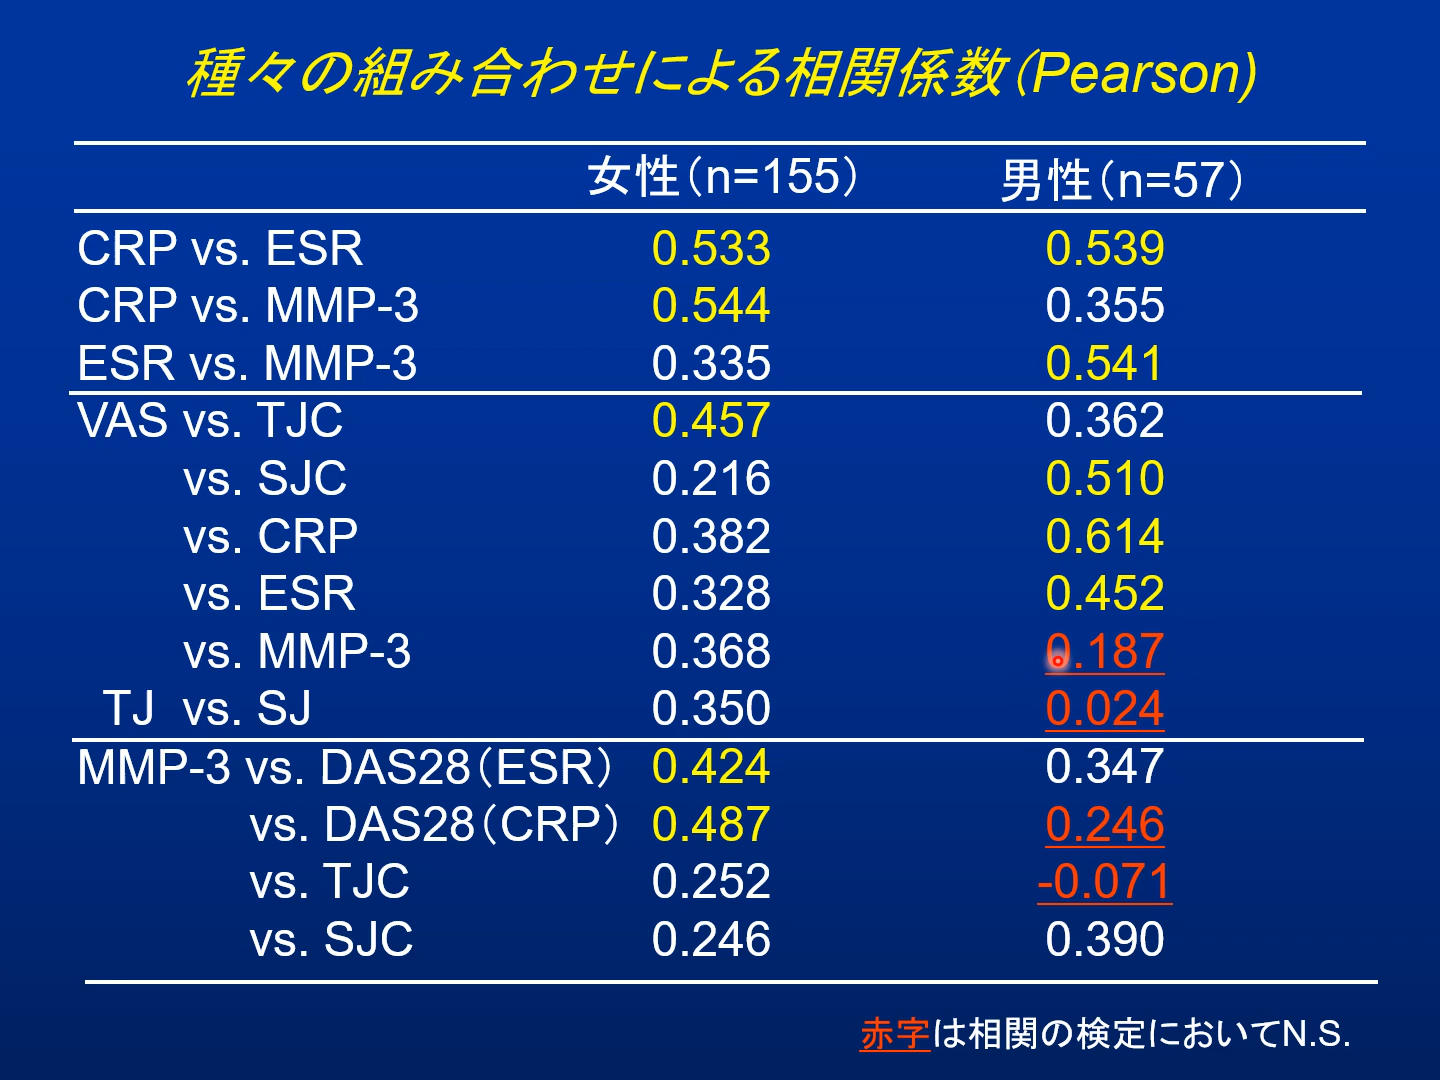 種々の組み合わせによる相関係数（Pearson)
女性（n=155） 男性（n=57）
CRP vs. ESR 0.533 0.539
CRP vs. MMP-3 0.544 0.355
ESR vs. MMP-3 0.335 0.541
VAS vs. TJC 0.457 0.362
vs. SJC 0.216 0.510
vs. CRP 0.382 0.614
vs. ESR 0.328 0.452
vs. MMP-3 0.368 0.187
TJ vs. SJ 0.350 0.024
MMP-3 vs. DAS28（ESR） 0.424 0.347
vs. DAS28（CRP） 0.487 0.246
vs. TJC 0.252 -0.071
vs. SJC 0.246 0.390
赤字は相関の検定においてN.S.